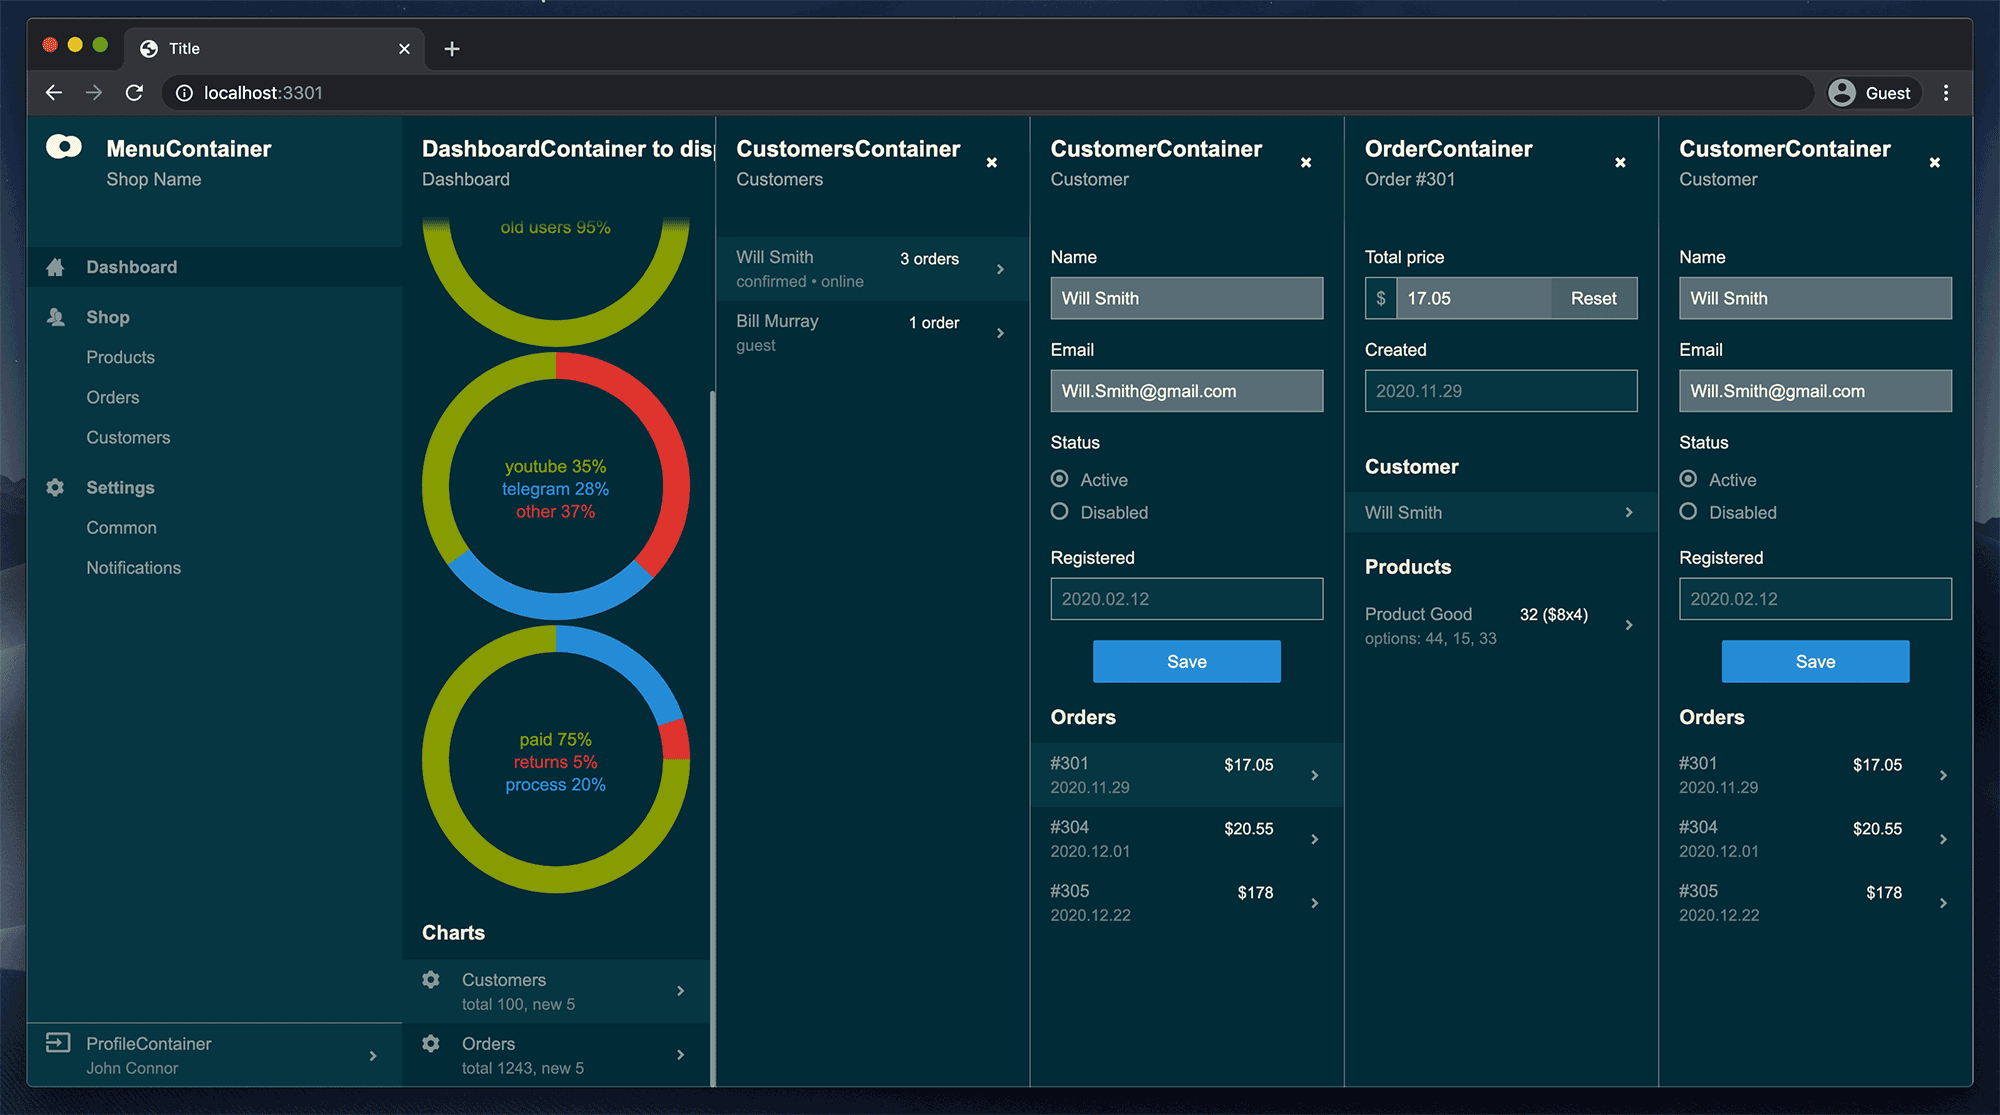 Title
localhost:3301
Guest
MenuContainer
Shop Name
Dashboard
Shop
Products
Orders
Customers
Settings
Common
Notifications
ProfileContainer
John Connor
DashboardContainer to disp
Dashboard
old users 95%
youtube 35%
telegram 28%
other 37%
paid 75%
returns 5%
process 20%
Charts
Customers
total 100, new 5
Orders
total 1243, new 5
CustomersContainer
Customers
Will Smith 3 orders
confirmed • online
Bill Murray 1 order
guest
CustomerContainer
Customer
Name
Will Smith
Email
Will.Smith@gmail.com
Status
Active
Disabled
Registered
2020.02.12
Save
Orders
#301 $17.05
2020.11.29
#304 $20.55
2020.12.01
#305 $178
2020.12.22
OrderContainer
Order #301
Total price
$ 17.05 Reset
Created
2020.11.29
Customer
Will Smith
Products
Product Good 32 ($8x4)
options: 44, 15, 33
CustomerContainer
Customer
Name
Will Smith
Email
Will.Smith@gmail.com
Status
Active
Disabled
Registered
2020.02.12
Save
Orders
#301 $17.05
2020.11.29
#304 $20.55
2020.12.01
#305 $178
2020.12.22